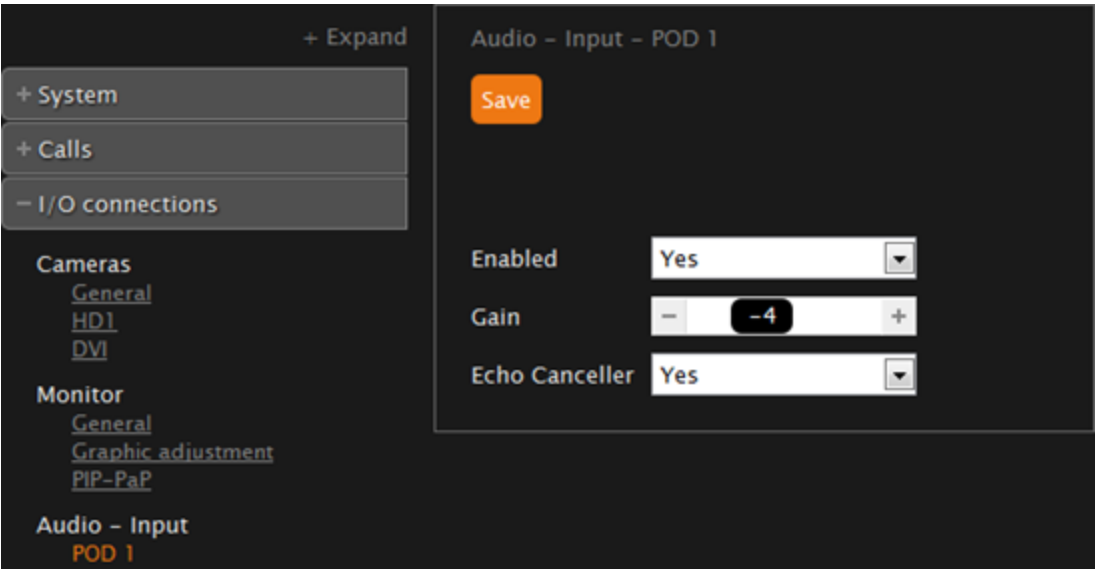 + Expand
+ System
+ Calls
− I/O connections
Cameras
General
HD1
DVI
Monitor
General
Graphic adjustment
PIP-PaP
Audio - Input
POD 1
Audio - Input - POD 1
Save
Enabled Yes
Gain − -4 +
Echo Canceller Yes